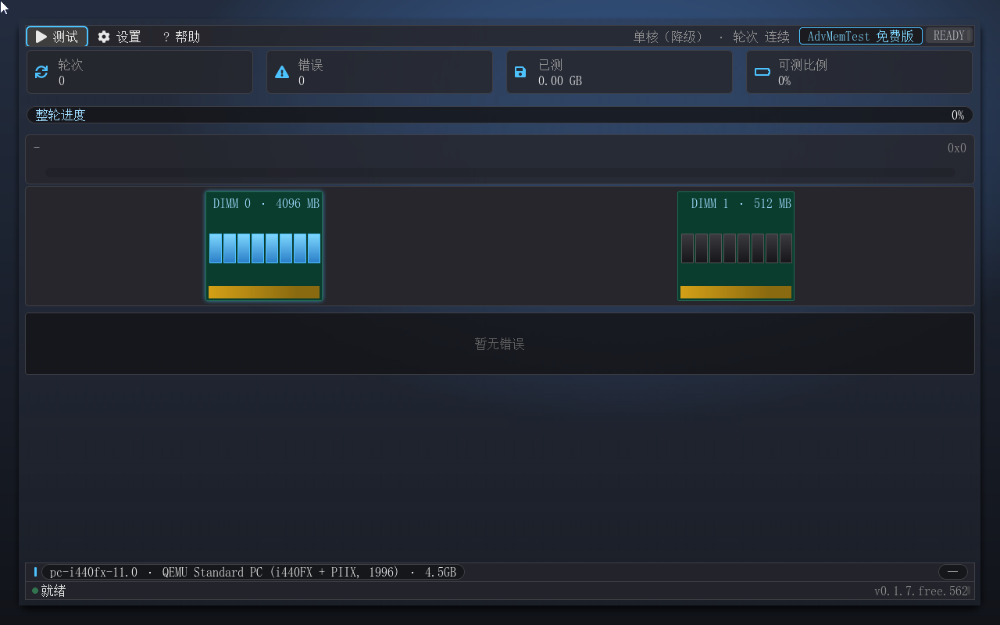 测试 设置 ? 帮助 单核（降级） · 轮次 连续 AdvMemTest 免费版 READY
轮次 错误 已测 可测比例
0 0 0.00 GB 0%
整轮进度 0%
— 0x0
DIMM 0 · 4096 MB DIMM 1 · 512 MB
暂无错误
pc-i440fx-11.0 · QEMU Standard PC (i440FX + PIIX, 1996) · 4.5GB —
就绪 v0.1.7.free.562